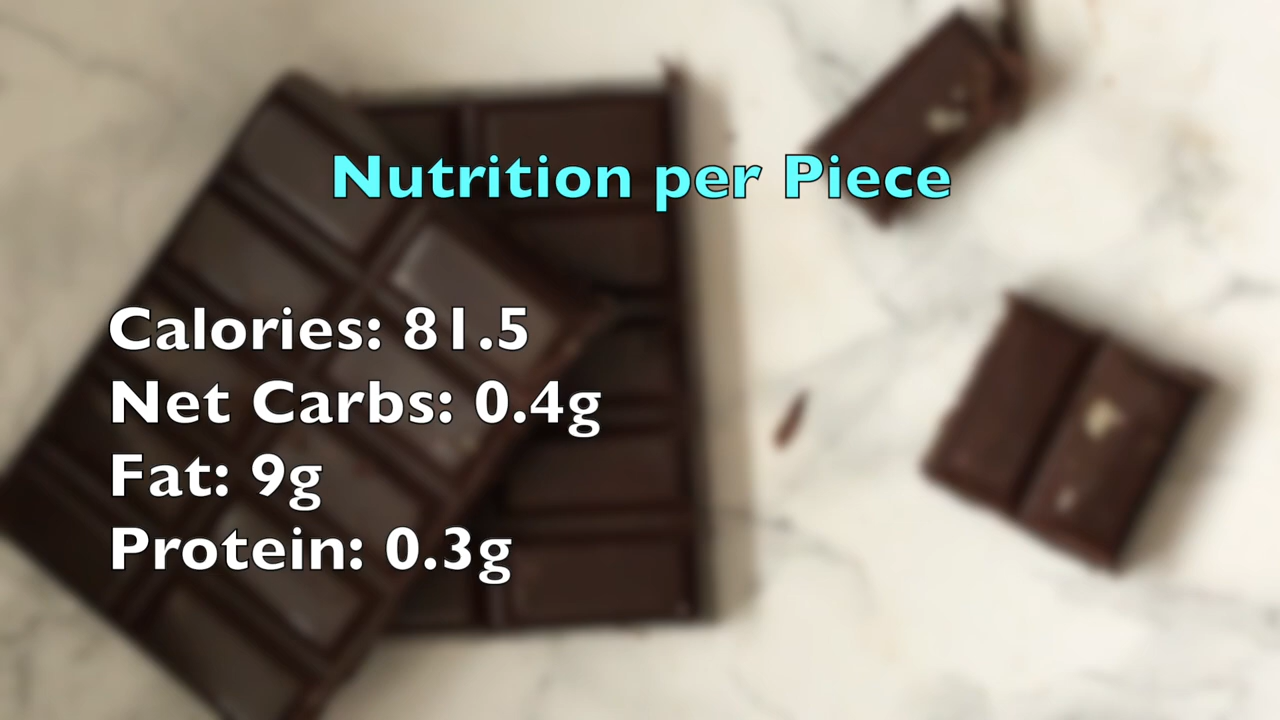 Nutrition per Piece
Calories: 81.5
Net Carbs: 0.4g
Fat: 9g
Protein: 0.3g